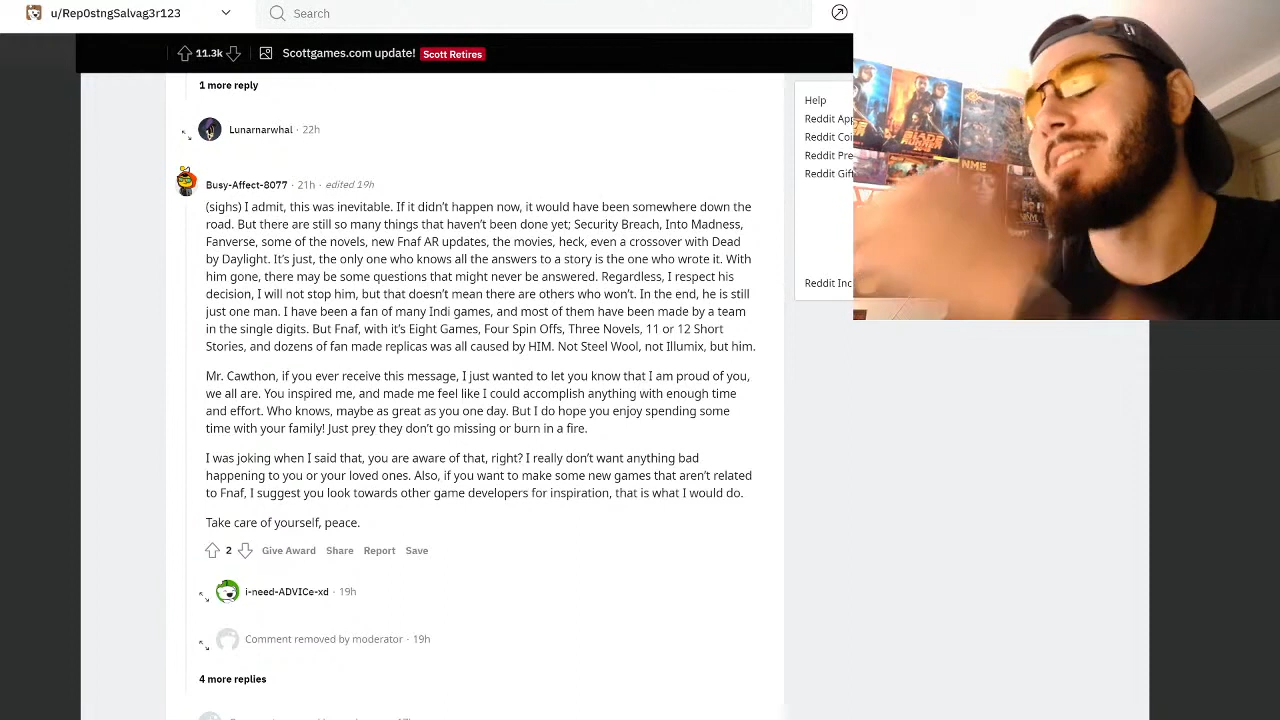 u/Rep0stngSalvag3r123
Search
11.3k Scottgames.com update! Scott Retires
1 more reply
Lunarnarwhal · 22h
Busy-Affect-8077 · 21h · edited 19h
(sighs) I admit, this was inevitable. If it didn't happen now, it would have been somewhere down the
road. But there are still so many things that haven't been done yet; Security Breach, Into Madness,
Fanverse, some of the novels, new Fnaf AR updates, the movies, heck, even a crossover with Dead
by Daylight. It's just, the only one who knows all the answers to a story is the one who wrote it. With
him gone, there may be some questions that might never be answered. Regardless, I respect his
decision, I will not stop him, but that doesn't mean there are others who won't. In the end, he is still
just one man. I have been a fan of many Indi games, and most of them have been made by a team
in the single digits. But Fnaf, with it's Eight Games, Four Spin Offs, Three Novels, 11 or 12 Short
Stories, and dozens of fan made replicas was all caused by HIM. Not Steel Wool, not Illumix, but him.
Mr. Cawthon, if you ever receive this message, I just wanted to let you know that I am proud of you,
we all are. You inspired me, and made me feel like I could accomplish anything with enough time
and effort. Who knows, maybe as great as you one day. But I do hope you enjoy spending some
time with your family! Just prey they don't go missing or burn in a fire.
I was joking when I said that, you are aware of that, right? I really don't want anything bad
happening to you or your loved ones. Also, if you want to make some new games that aren't related
to Fnaf, I suggest you look towards other game developers for inspiration, that is what I would do.
Take care of yourself, peace.
2 Give Award Share Report Save
i-need-ADVICe-xd · 19h
Comment removed by moderator · 19h
4 more replies
Help
Reddit App
Reddit Coi
Reddit Pre
Reddit Gift
Reddit Inc
BLADE
RUNNER
NME